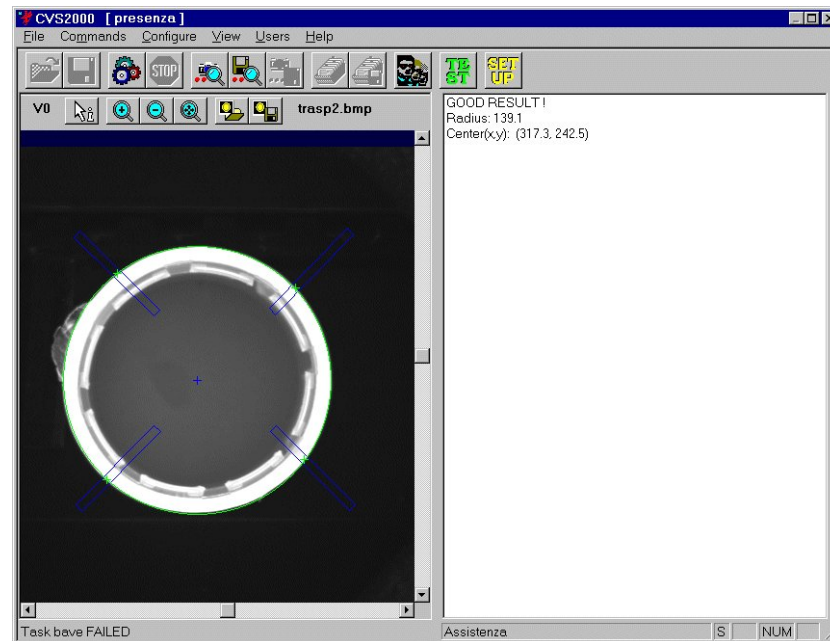 CVS2000 [ presenza ]
File Commands Configure View Users Help
STOP
TE
ST
SET
UP
V0
trasp2.bmp
GOOD RESULT !
Radius: 139.1
Center(x,y): (317.3, 242.5)
Task bave FAILED
Assistenza
S
NUM